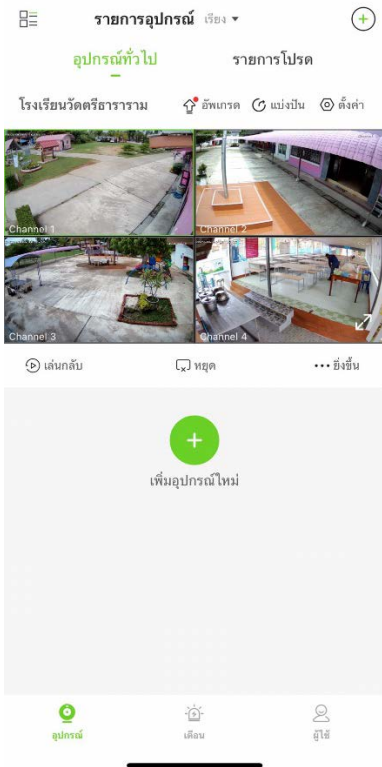 รายการอุปกรณ์ เรียง
อุปกรณ์ทั่วไป รายการโปรด
โรงเรียนวัดตรีธาราราม อัพเกรด แบ่งปัน ตั้งค่า
Channel 1 Channel 2
Channel 3 Channel 4
เล่นกลับ หยุด ยิ่งขึ้น
เพิ่มอุปกรณ์ใหม่
อุปกรณ์ เตือน ผู้ใช้